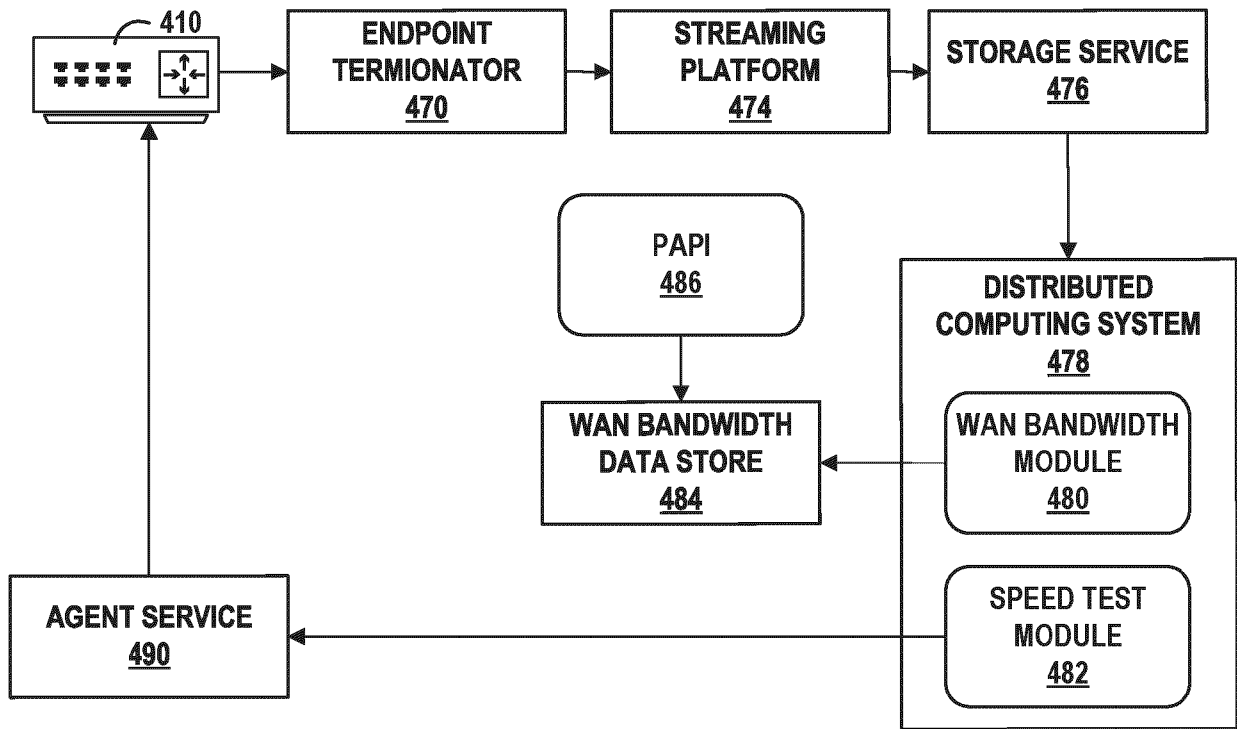 410
ENDPOINT
TERMIONATOR
470
STREAMING
PLATFORM
474
STORAGE SERVICE
476
PAPI
486
DISTRIBUTED
COMPUTING SYSTEM
478
WAN BANDWIDTH
DATA STORE
484
WAN BANDWIDTH
MODULE
480
AGENT SERVICE
490
SPEED TEST
MODULE
482